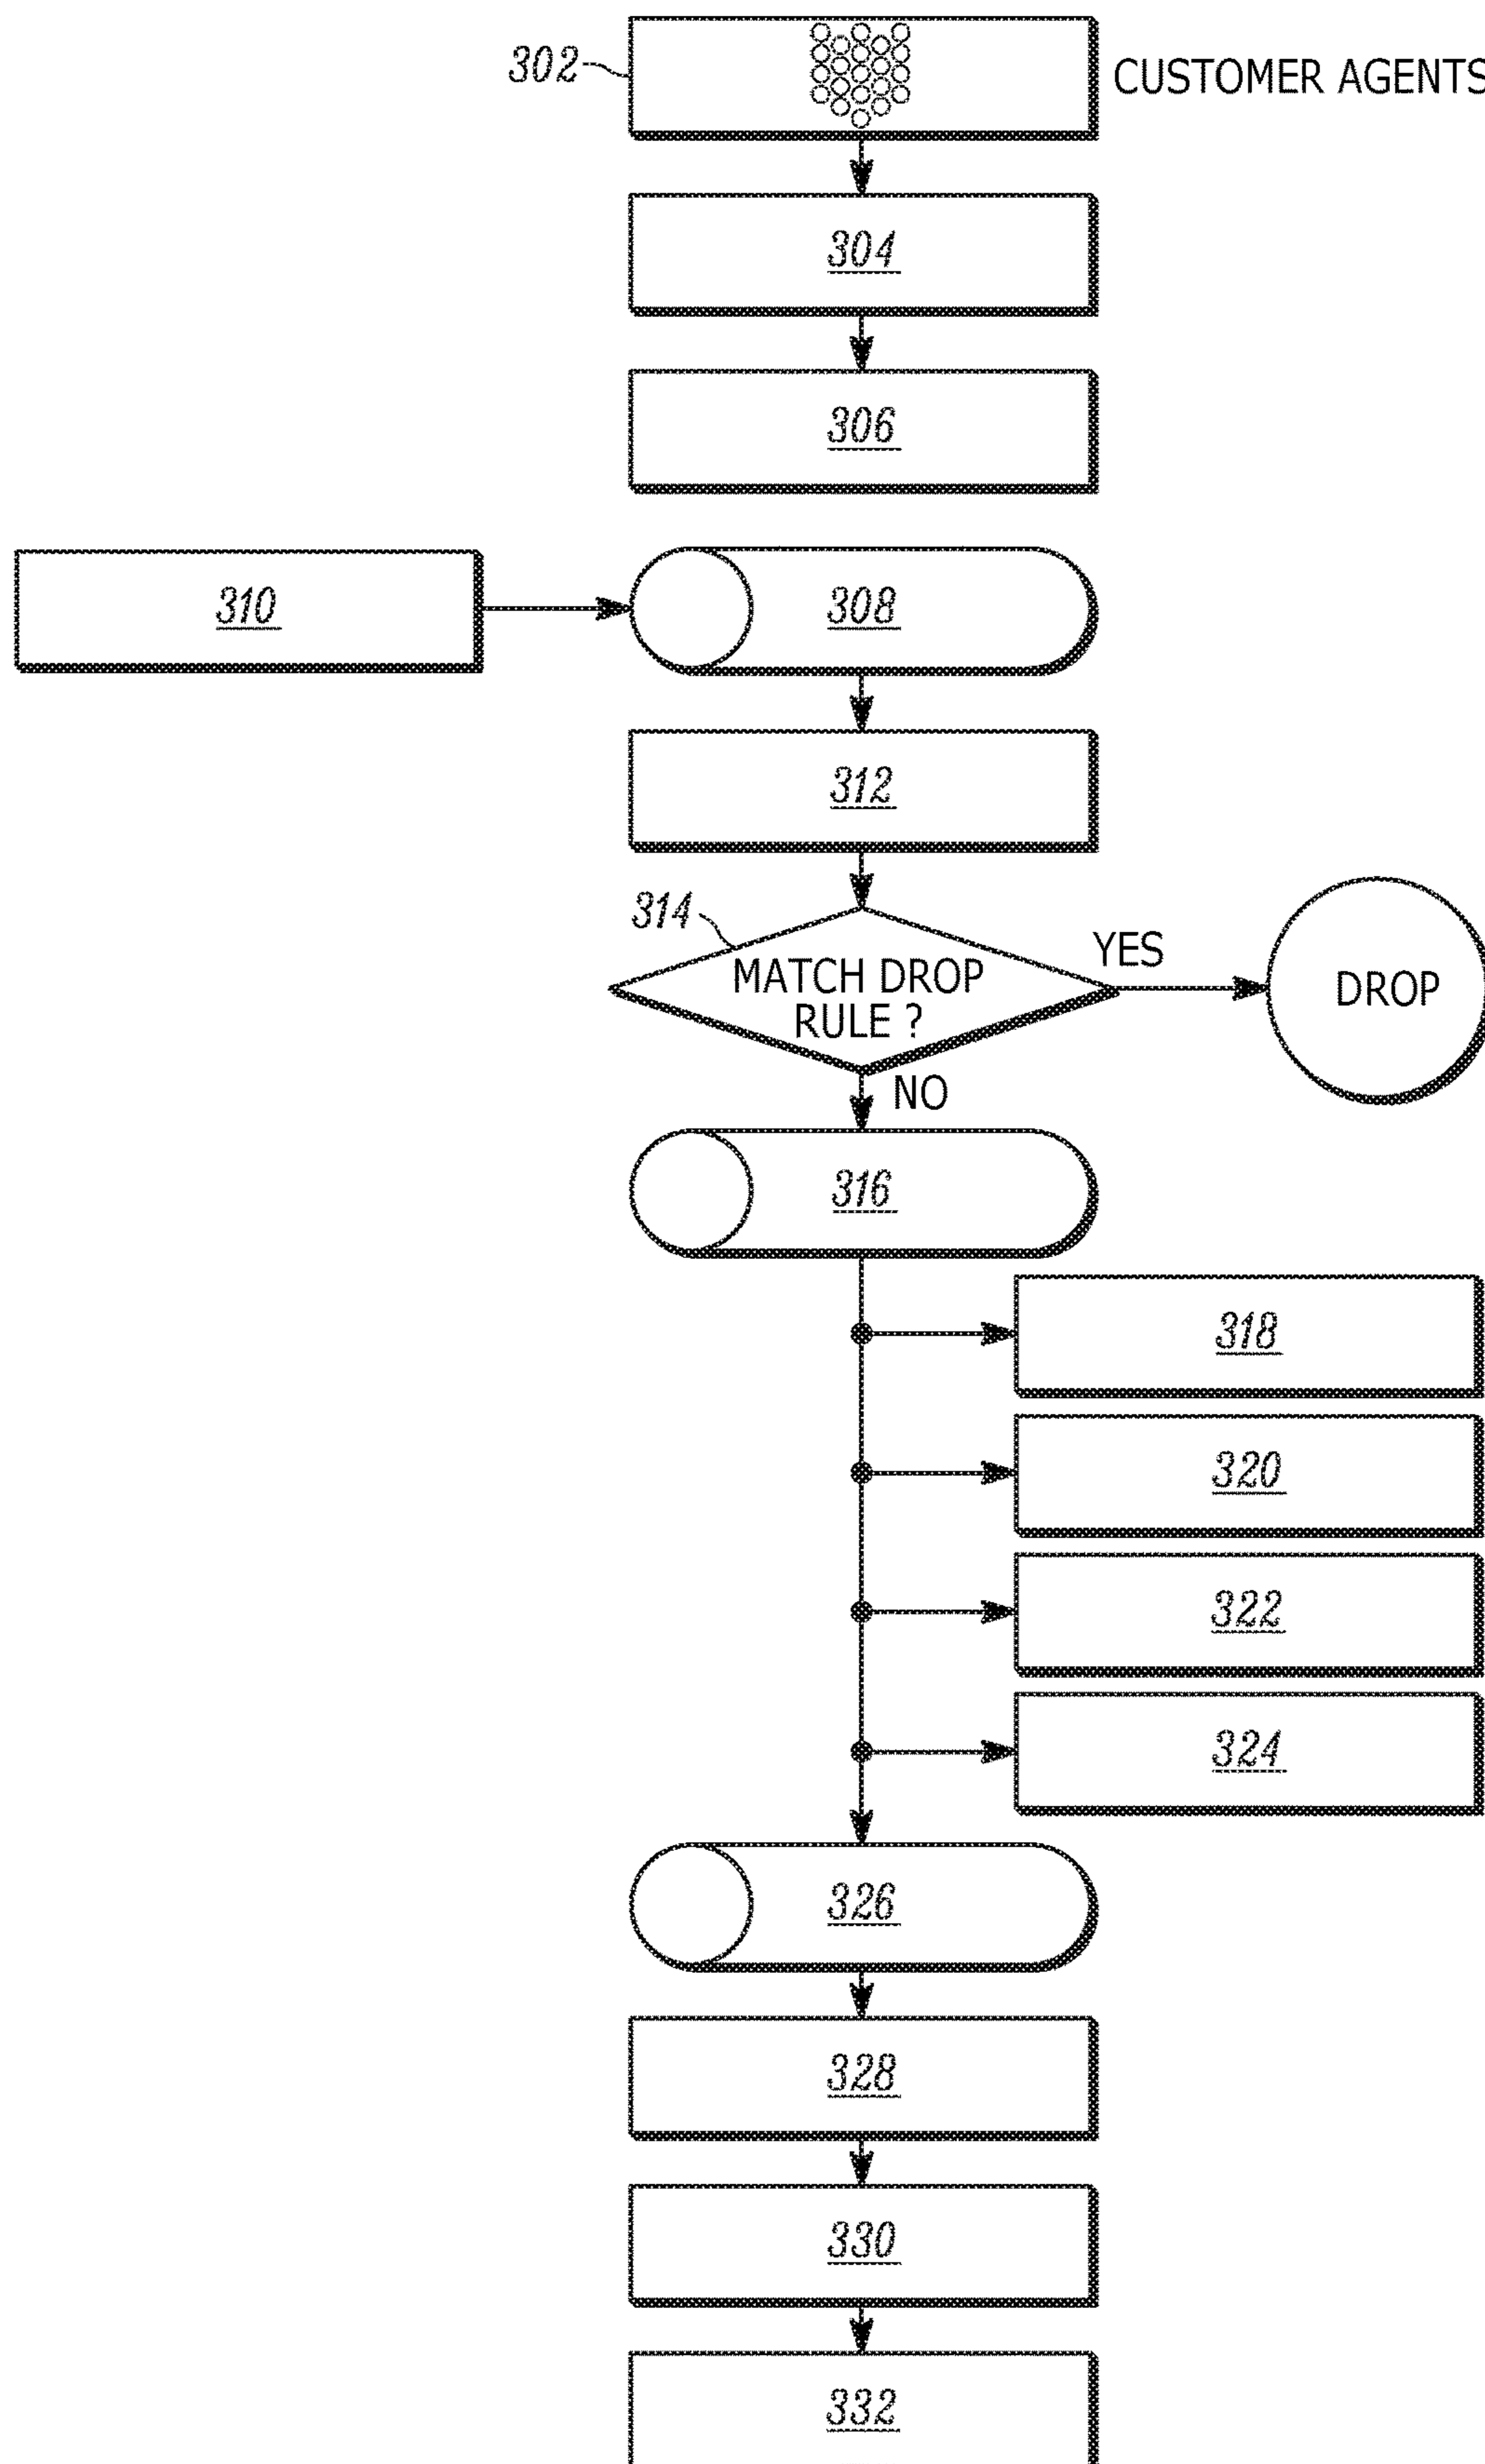 302
CUSTOMER AGENTS
304
306
310
308
312
314
MATCH DROP
RULE ?
YES
DROP
NO
316
318
320
322
324
326
328
330
332